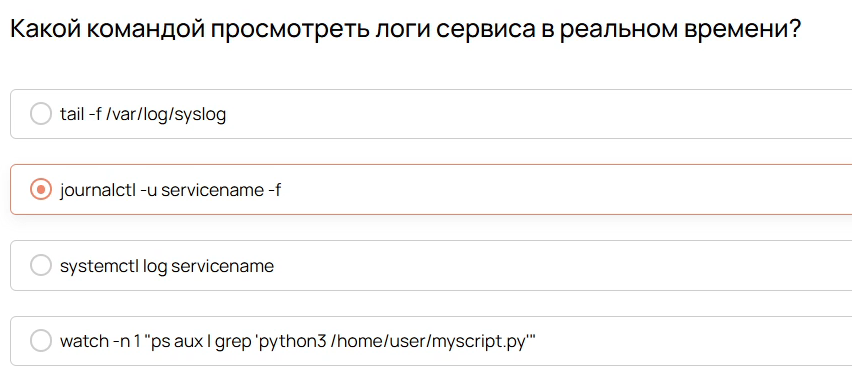 Какой командой просмотреть логи сервиса в реальном времени?
tail -f /var/log/syslog
journalctl -u servicename -f
systemctl log servicename
watch -n 1 "ps aux | grep 'python3 /home/user/myscript.py'"